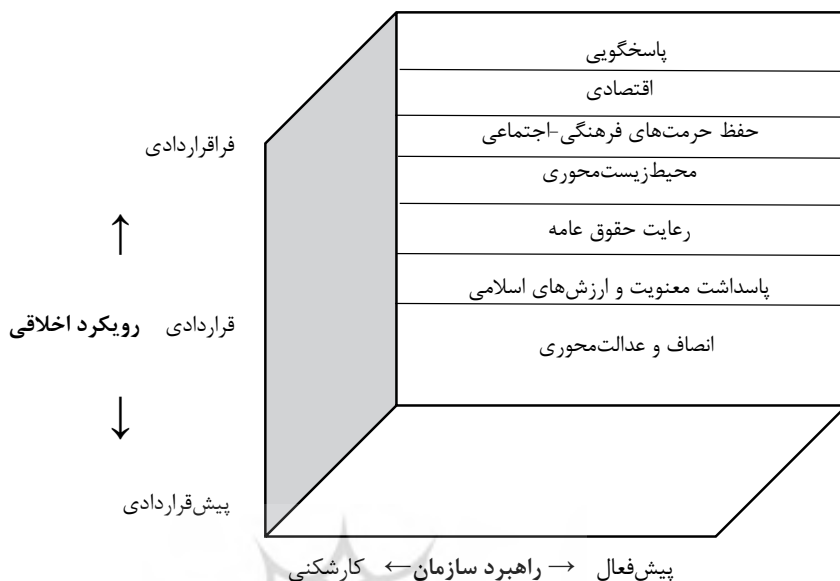 پاسخگویی
اقتصادی
حفظ حرمت‌های فرهنگی-اجتماعی
محیط‌زیست‌محوری
رعایت حقوق عامه
پاسداشت معنویت و ارزش‌های اسلامی
انصاف و عدالت‌محوری
فراقراردادی
↑
قراردادی رویکرد اخلاقی
↓
پیش‌قراردادی
پیش‌فعال → راهبرد سازمان ← کارشکنی